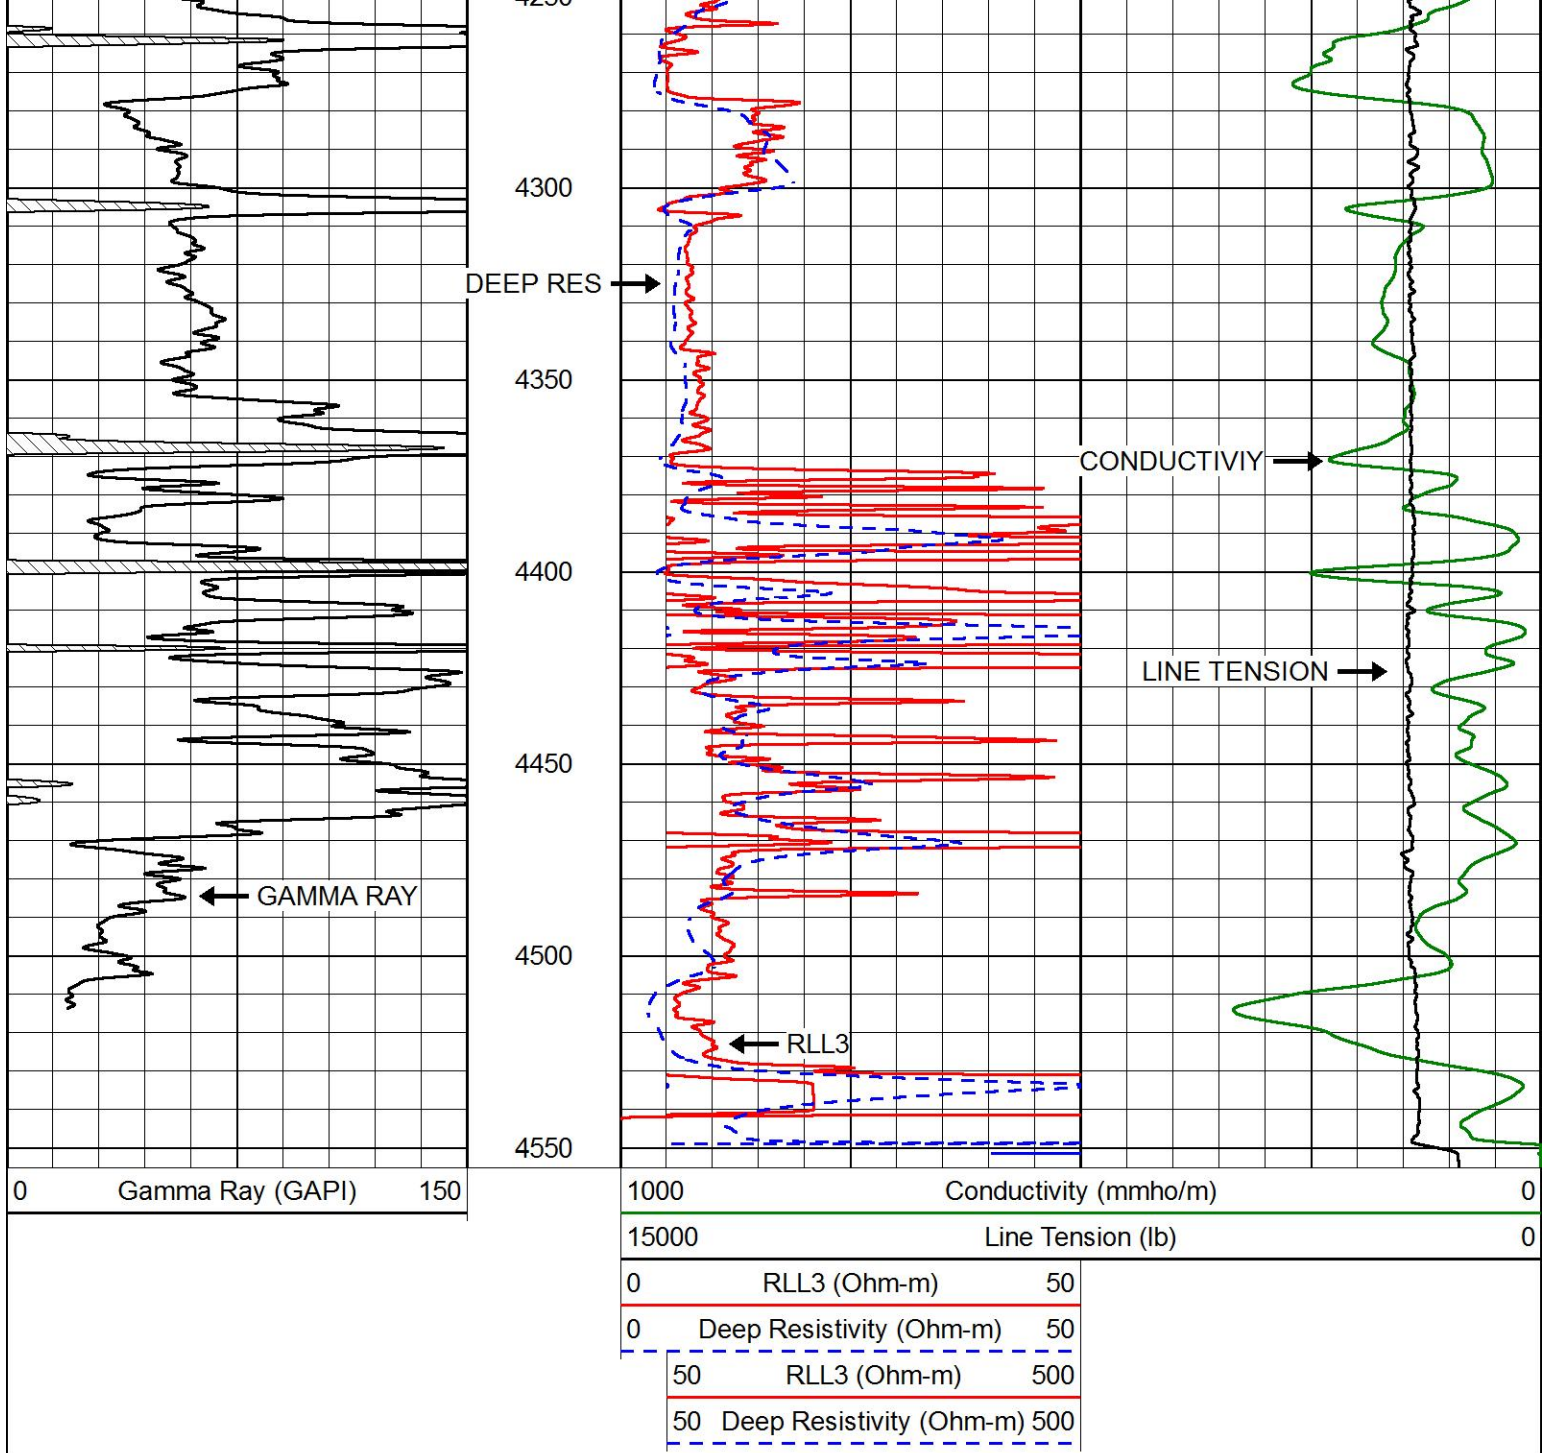 4250
4300
DEEP RES
4350
CONDUCTIVIY
4400
LINE TENSION
4450
GAMMA RAY
4500
RLL3
4550
0 Gamma Ray (GAPI) 150
1000 Conductivity (mmho/m) 0
15000 Line Tension (lb) 0
0 RLL3 (Ohm-m) 50
0 Deep Resistivity (Ohm-m) 50
50 RLL3 (Ohm-m) 500
50 Deep Resistivity (Ohm-m) 500